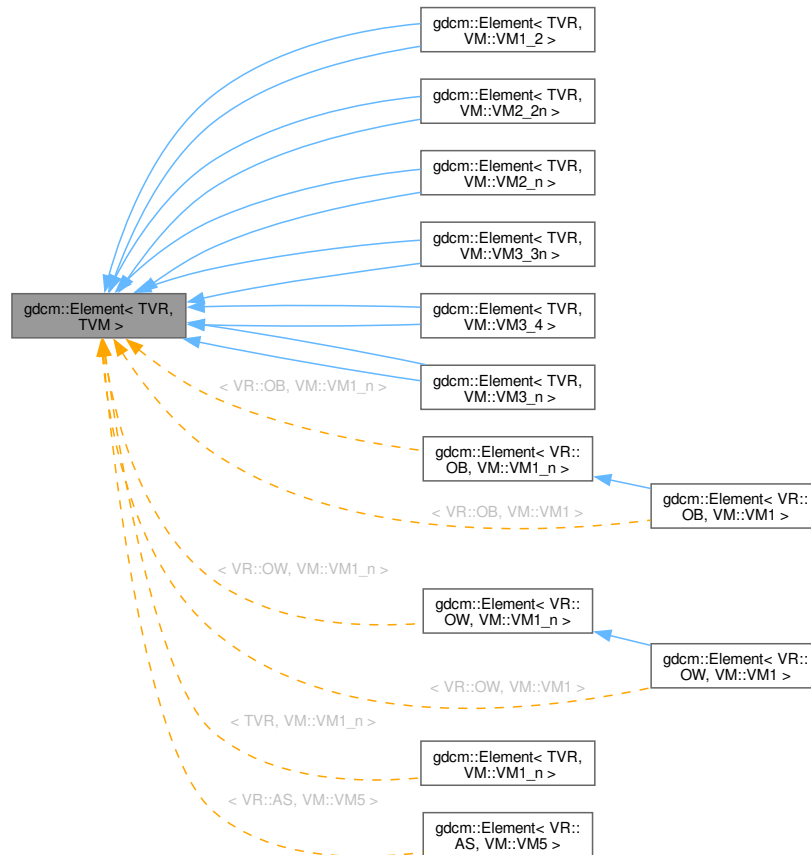 gdcm::Element< TVR,
VM::VM1_2 >
gdcm::Element< TVR,
VM::VM2_2n >
gdcm::Element< TVR,
VM::VM2_n >
gdcm::Element< TVR,
VM::VM3_3n >
gdcm::Element< TVR,
TVM >
gdcm::Element< TVR,
VM::VM3_4 >
gdcm::Element< TVR,
VM::VM3_n >
< VR::OB, VM::VM1_n >
gdcm::Element< VR::
OB, VM::VM1_n >
gdcm::Element< VR::
OB, VM::VM1 >
< VR::OB, VM::VM1 >
< VR::OW, VM::VM1_n >
gdcm::Element< VR::
OW, VM::VM1_n >
gdcm::Element< VR::
OW, VM::VM1 >
< VR::OW, VM::VM1 >
< TVR, VM::VM1_n >
gdcm::Element< TVR,
VM::VM1_n >
< VR::AS, VM::VM5 >
gdcm::Element< VR::
AS, VM::VM5 >